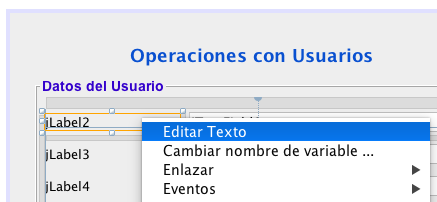 Operaciones con Usuarios
Datos del Usuario
jLabel2
Editar Texto
jLabel3
Cambiar nombre de variable ...
Enlazar
jLabel4
Eventos